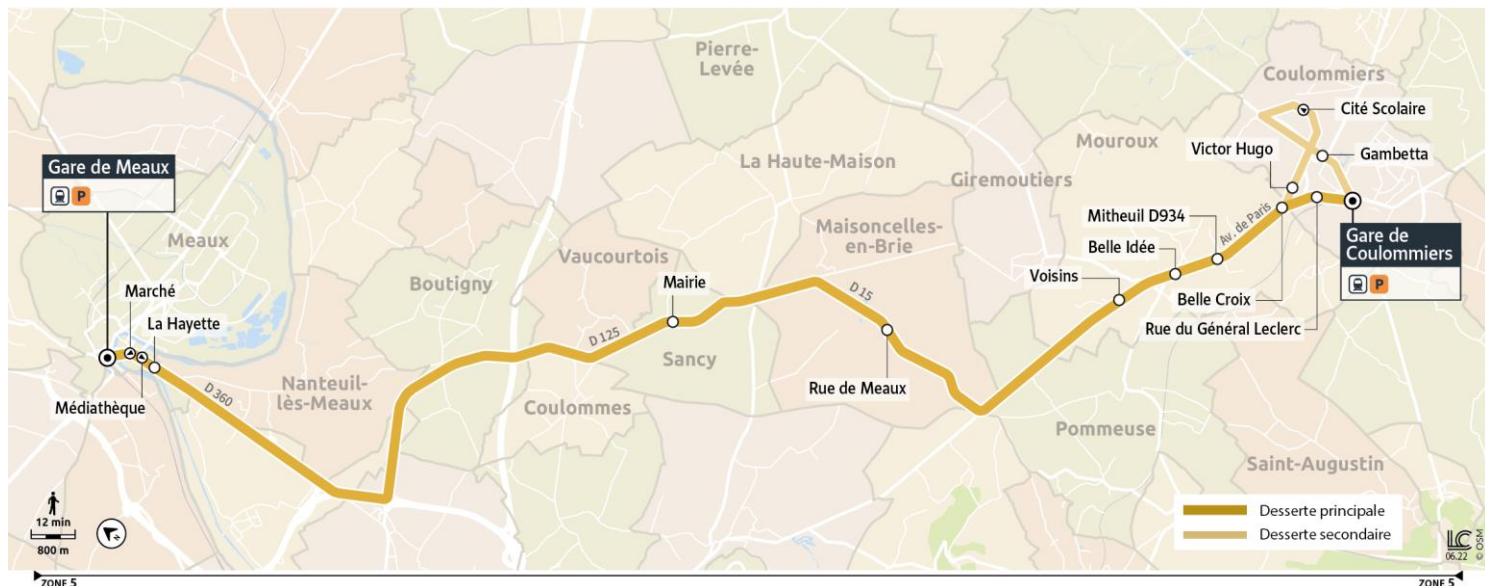 Pierre-
Levée
Coulommiers
Cité Scolaire
Mouroux
Victor Hugo
Gambetta
Gare de Meaux
P
La Haute-Maison
Giremoutiers
Meaux
Maisoncelles-
en-Brie
Mitheuil D934
Av. de Paris
Vaucourtois
Belle Idée
Gare de
Coulommiers
P
Boutigny
Mairie
Voisins
Marché
D 15
Belle Croix
La Hayette
D 125
Rue du Général Leclerc
Sancy
Nanteuil-
lès-Meaux
D 360
Rue de Meaux
Médiathèque
Coulommes
Pommeuse
Saint-Augustin
12 min
800 m
N
Desserte principale
Desserte secondaire
LC
06.22
© OSM
ZONE 5
ZONE 5